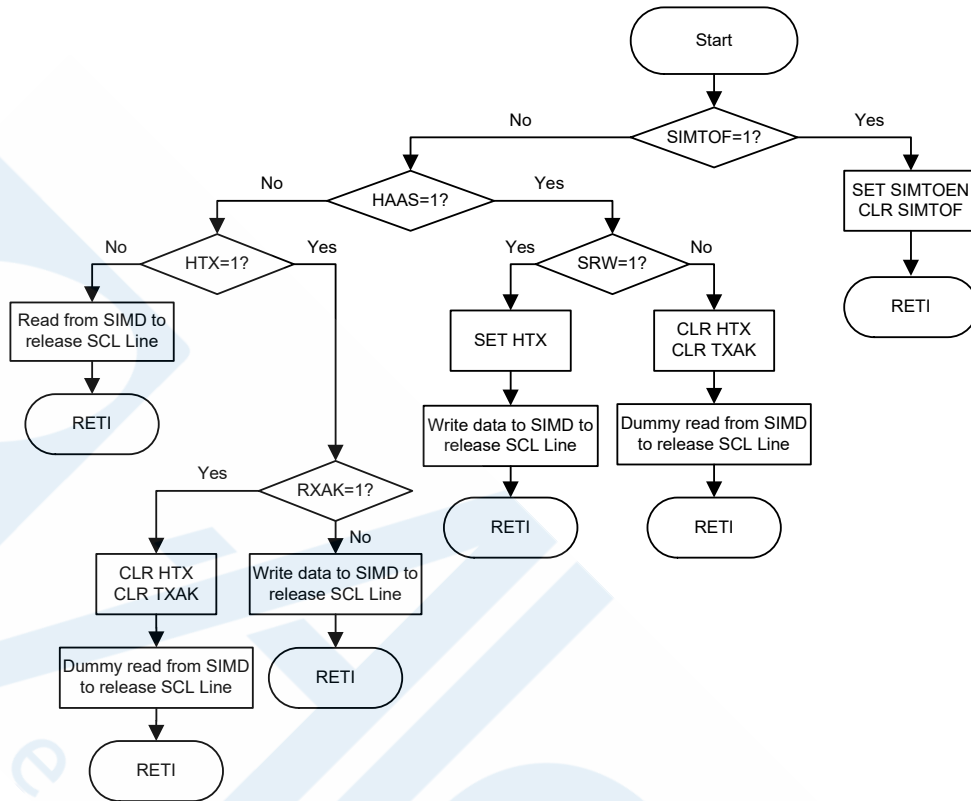 Start
No
SIMTOF=1?
Yes
No
HAAS=1?
Yes
SET SIMTOEN
CLR SIMTOF
No
HTX=1?
Yes
Yes
SRW=1?
No
RETI
Read from SIMD to
release SCL Line
SET HTX
CLR HTX
CLR TXAK
RETI
Write data to SIMD to
release SCL Line
Dummy read from SIMD
to release SCL Line
Yes
RXAK=1?
RETI
RETI
No
CLR HTX
CLR TXAK
Write data to SIMD to
release SCL Line
Dummy read from SIMD
to release SCL Line
RETI
RETI
e